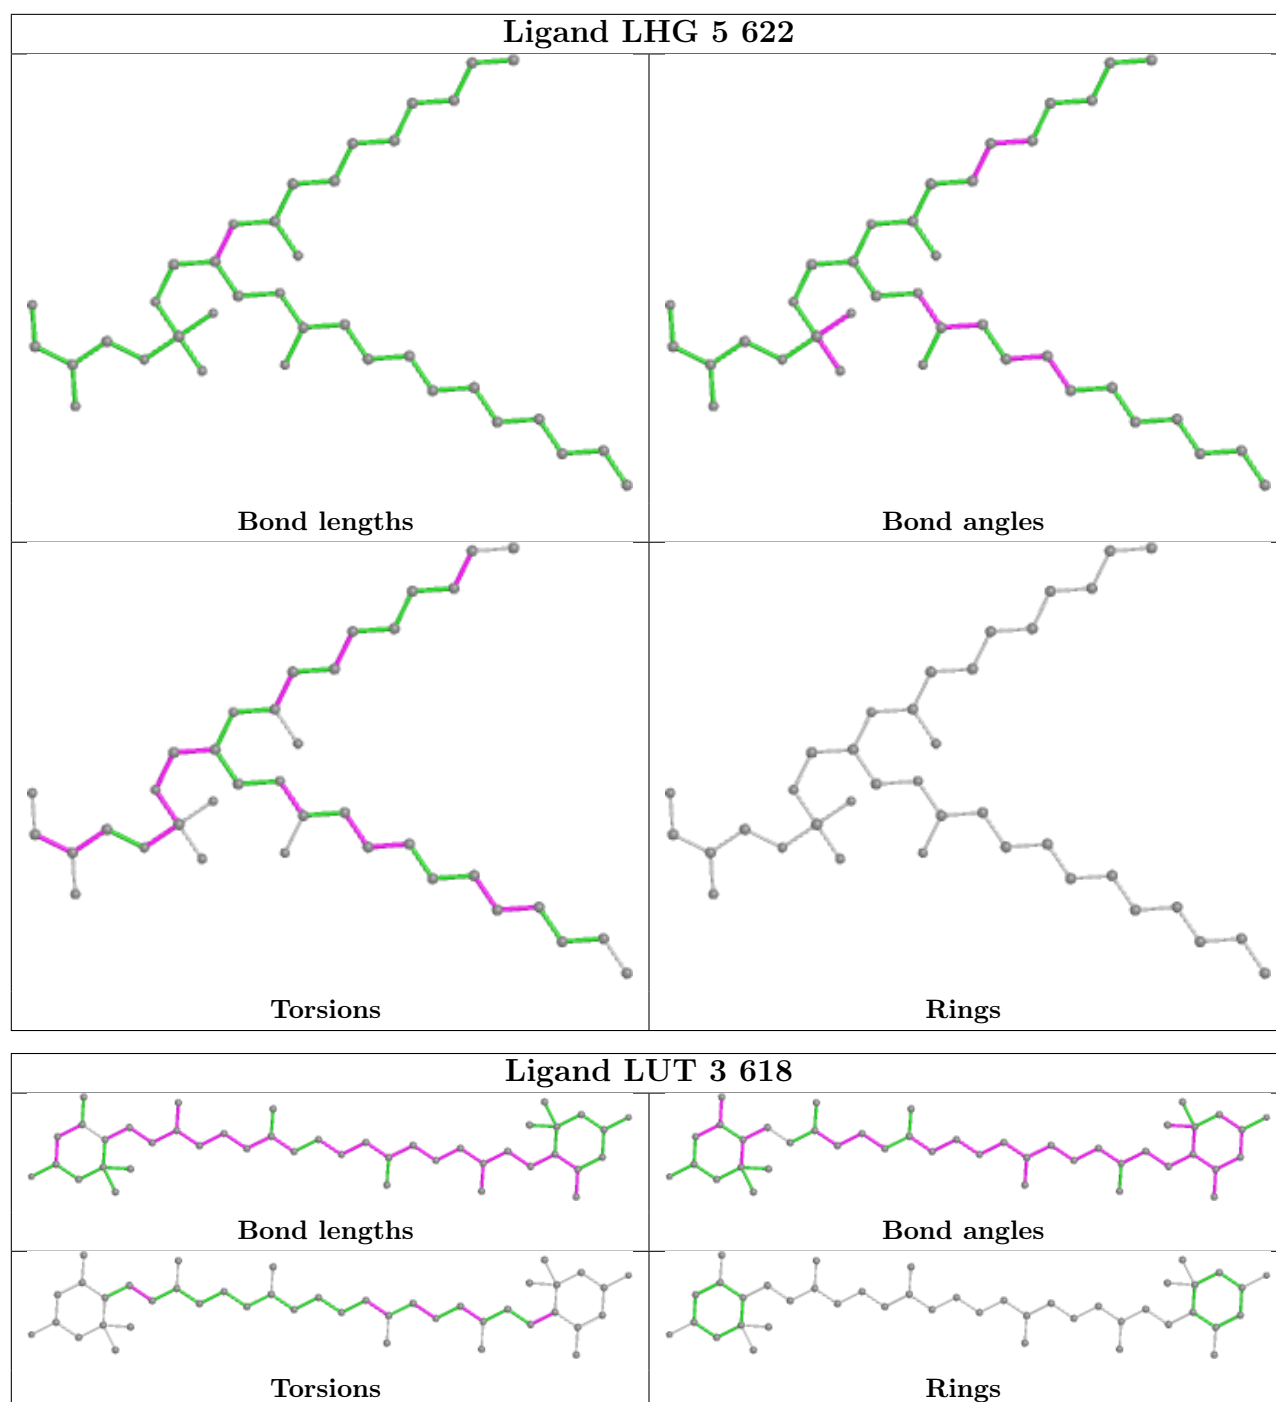 Ligand LHG 5 622
Bond lengths
Bond angles
Torsions
Rings
Ligand LUT 3 618
Bond lengths
Bond angles
Torsions
Rings